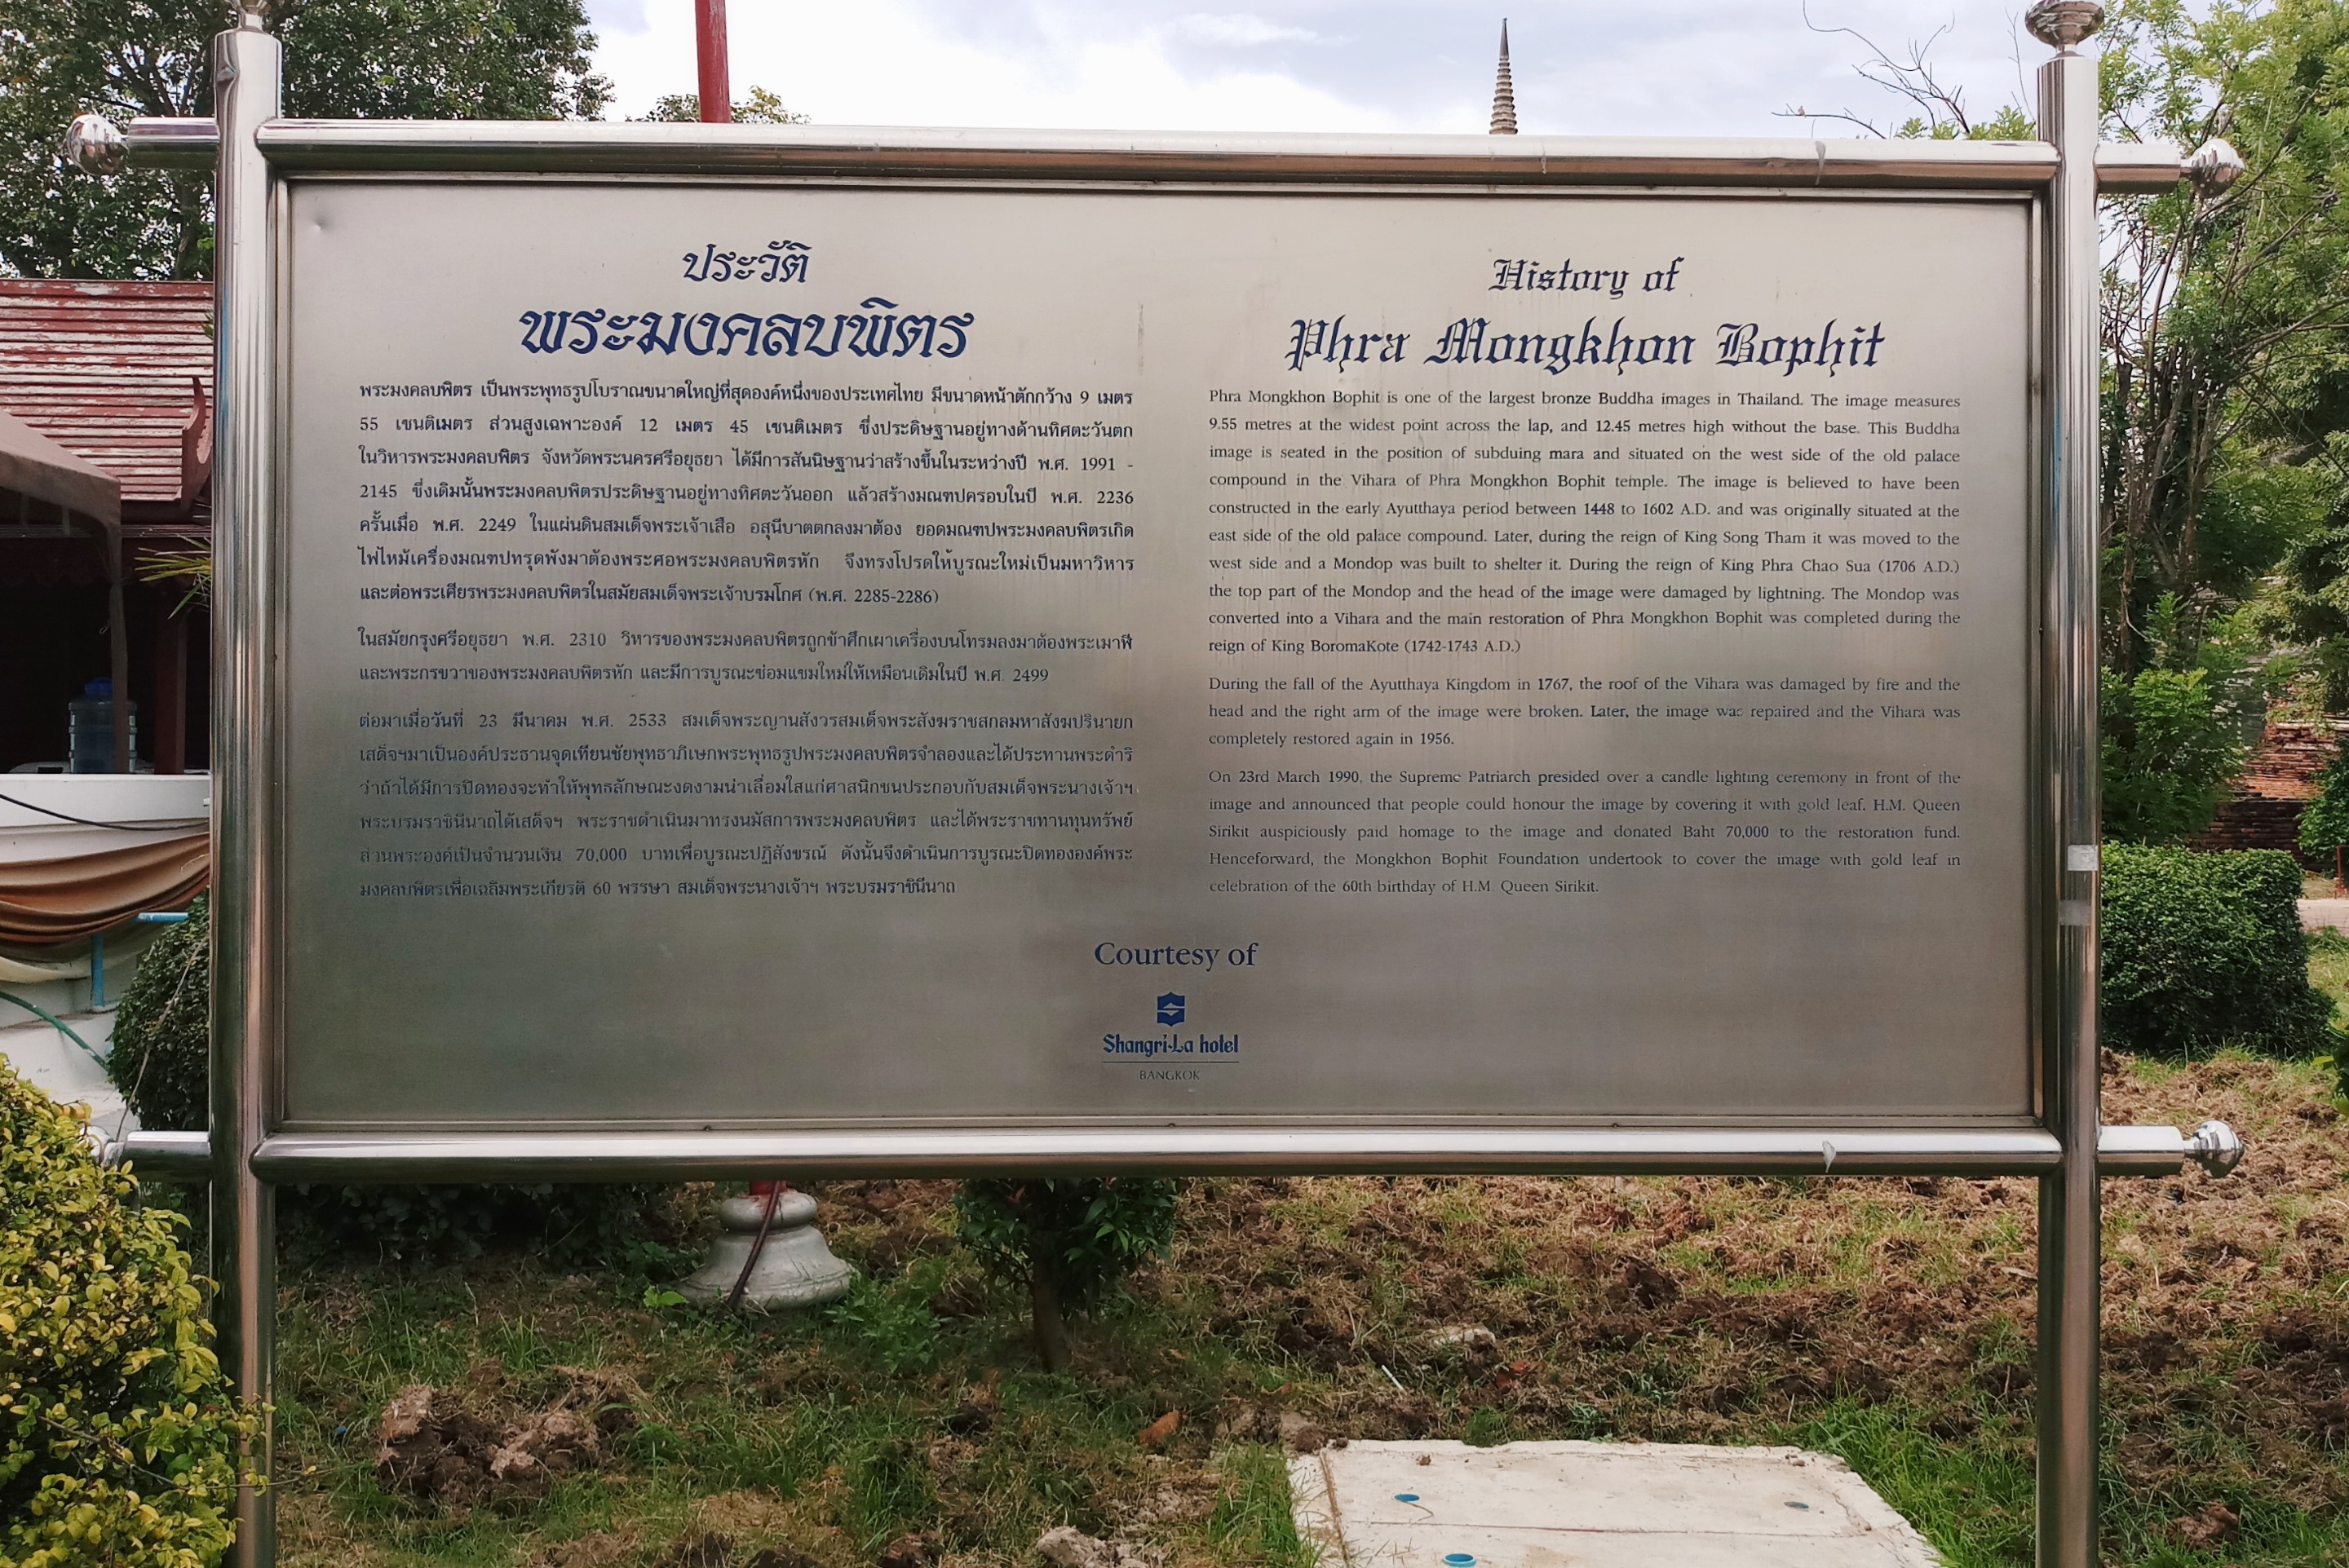 ประวัติ
พระมงคลบพิตร
พระมงคลบพิตร เป็นพระพุทธรูปโบราณขนาดใหญ่ที่สุดองค์หนึ่งของประเทศไทย มีขนาดหน้าตักกว้าง 9 เมตร
55 เซนติเมตร ส่วนสูงเฉพาะองค์ 12 เมตร 45 เซนติเมตร ซึ่งประดิษฐานอยู่ทางด้านทิศตะวันตก
ในวิหารพระมงคลบพิตร จังหวัดพระนครศรีอยุธยา ได้มีการสันนิษฐานว่าสร้างขึ้นในระหว่างปี พ.ศ. 1991 -
2145 ซึ่งเดิมนั้นพระมงคลบพิตรประดิษฐานอยู่ทางทิศตะวันออก แล้วสร้างมณฑปครอบในปี พ.ศ. 2236
ครั้นเมื่อ พ.ศ. 2249 ในแผ่นดินสมเด็จพระเจ้าเสือ อสุนีบาตตกลงมาต้อง ยอดมณฑปพระมงคลบพิตรเกิด
ไฟไหม้เครื่องมณฑปทรุดพังมาต้องพระศอพระมงคลบพิตรหัก จึงทรงโปรดให้บูรณะใหม่เป็นมหาวิหาร
และต่อพระเศียรพระมงคลบพิตรในสมัยสมเด็จพระเจ้าบรมโกศ (พ.ศ. 2285-2286)
ในสมัยกรุงศรีอยุธยา พ.ศ. 2310 วิหารของพระมงคลบพิตรถูกข้าศึกเผาเครื่องบนโทรมลงมาต้องพระเมาฬี
และพระกรขวาของพระมงคลบพิตรหัก และมีการบูรณะซ่อมแซมใหม่ให้เหมือนเดิมในปี พ.ศ. 2499
ต่อมาเมื่อวันที่ 23 มีนาคม พ.ศ. 2533 สมเด็จพระญานสังวรสมเด็จพระสังฆราชสกลมหาสังฆปรินายก
เสด็จฯมาเป็นองค์ประธานจุดเทียนชัยพุทธาภิเษกพระพุทธรูปพระมงคลบพิตรจำลองและได้ประทานพระดำริ
ว่าถ้าได้มีการปิดทองจะทำให้พุทธลักษณะงดงามน่าเลื่อมใสแก่ศาสนิกชนประกอบกับสมเด็จพระนางเจ้าฯ
พระบรมราชินีนาถได้เสด็จฯ พระราชดำเนินมาทรงนมัสการพระมงคลบพิตร และได้พระราชทานทุนทรัพย์
ส่วนพระองค์เป็นจำนวนเงิน 70,000 บาทเพื่อบูรณะปฏิสังขรณ์ ดังนั้นจึงดำเนินการบูรณะปิดทององค์พระ
มงคลบพิตรเพื่อเฉลิมพระเกียรติ 60 พรรษา สมเด็จพระนางเจ้าฯ พระบรมราชินีนาถ
History of
Phra Mongkhon Bophit
Phra Mongkhon Bophit is one of the largest bronze Buddha images in Thailand. The image measures
9.55 metres at the widest point across the lap, and 12.45 metres high without the base. This Buddha
image is seated in the position of subduing mara and situated on the west side of the old palace
compound in the Vihara of Phra Mongkhon Bophit temple. The image is believed to have been
constructed in the early Ayutthaya period between 1448 to 1602 A.D. and was originally situated at the
east side of the old palace compound. Later, during the reign of King Song Tham it was moved to the
west side and a Mondop was built to shelter it. During the reign of King Phra Chao Sua (1706 A.D.)
the top part of the Mondop and the head of the image were damaged by lightning. The Mondop was
converted into a Vihara and the main restoration of Phra Mongkhon Bophit was completed during the
reign of King BoromaKote (1742-1743 A.D.)
During the fall of the Ayutthaya Kingdom in 1767, the roof of the Vihara was damaged by fire and the
head and the right arm of the image were broken. Later, the image was repaired and the Vihara was
completely restored again in 1956.
On 23rd March 1990, the Supreme Patriarch presided over a candle lighting ceremony in front of the
image and announced that people could honour the image by covering it with gold leaf. H.M. Queen
Sirikit auspiciously paid homage to the image and donated Baht 70,000 to the restoration fund.
Henceforward, the Mongkhon Bophit Foundation undertook to cover the image with gold leaf in
celebration of the 60th birthday of H.M. Queen Sirikit.
Courtesy of
Shangri-La hotel
BANGKOK